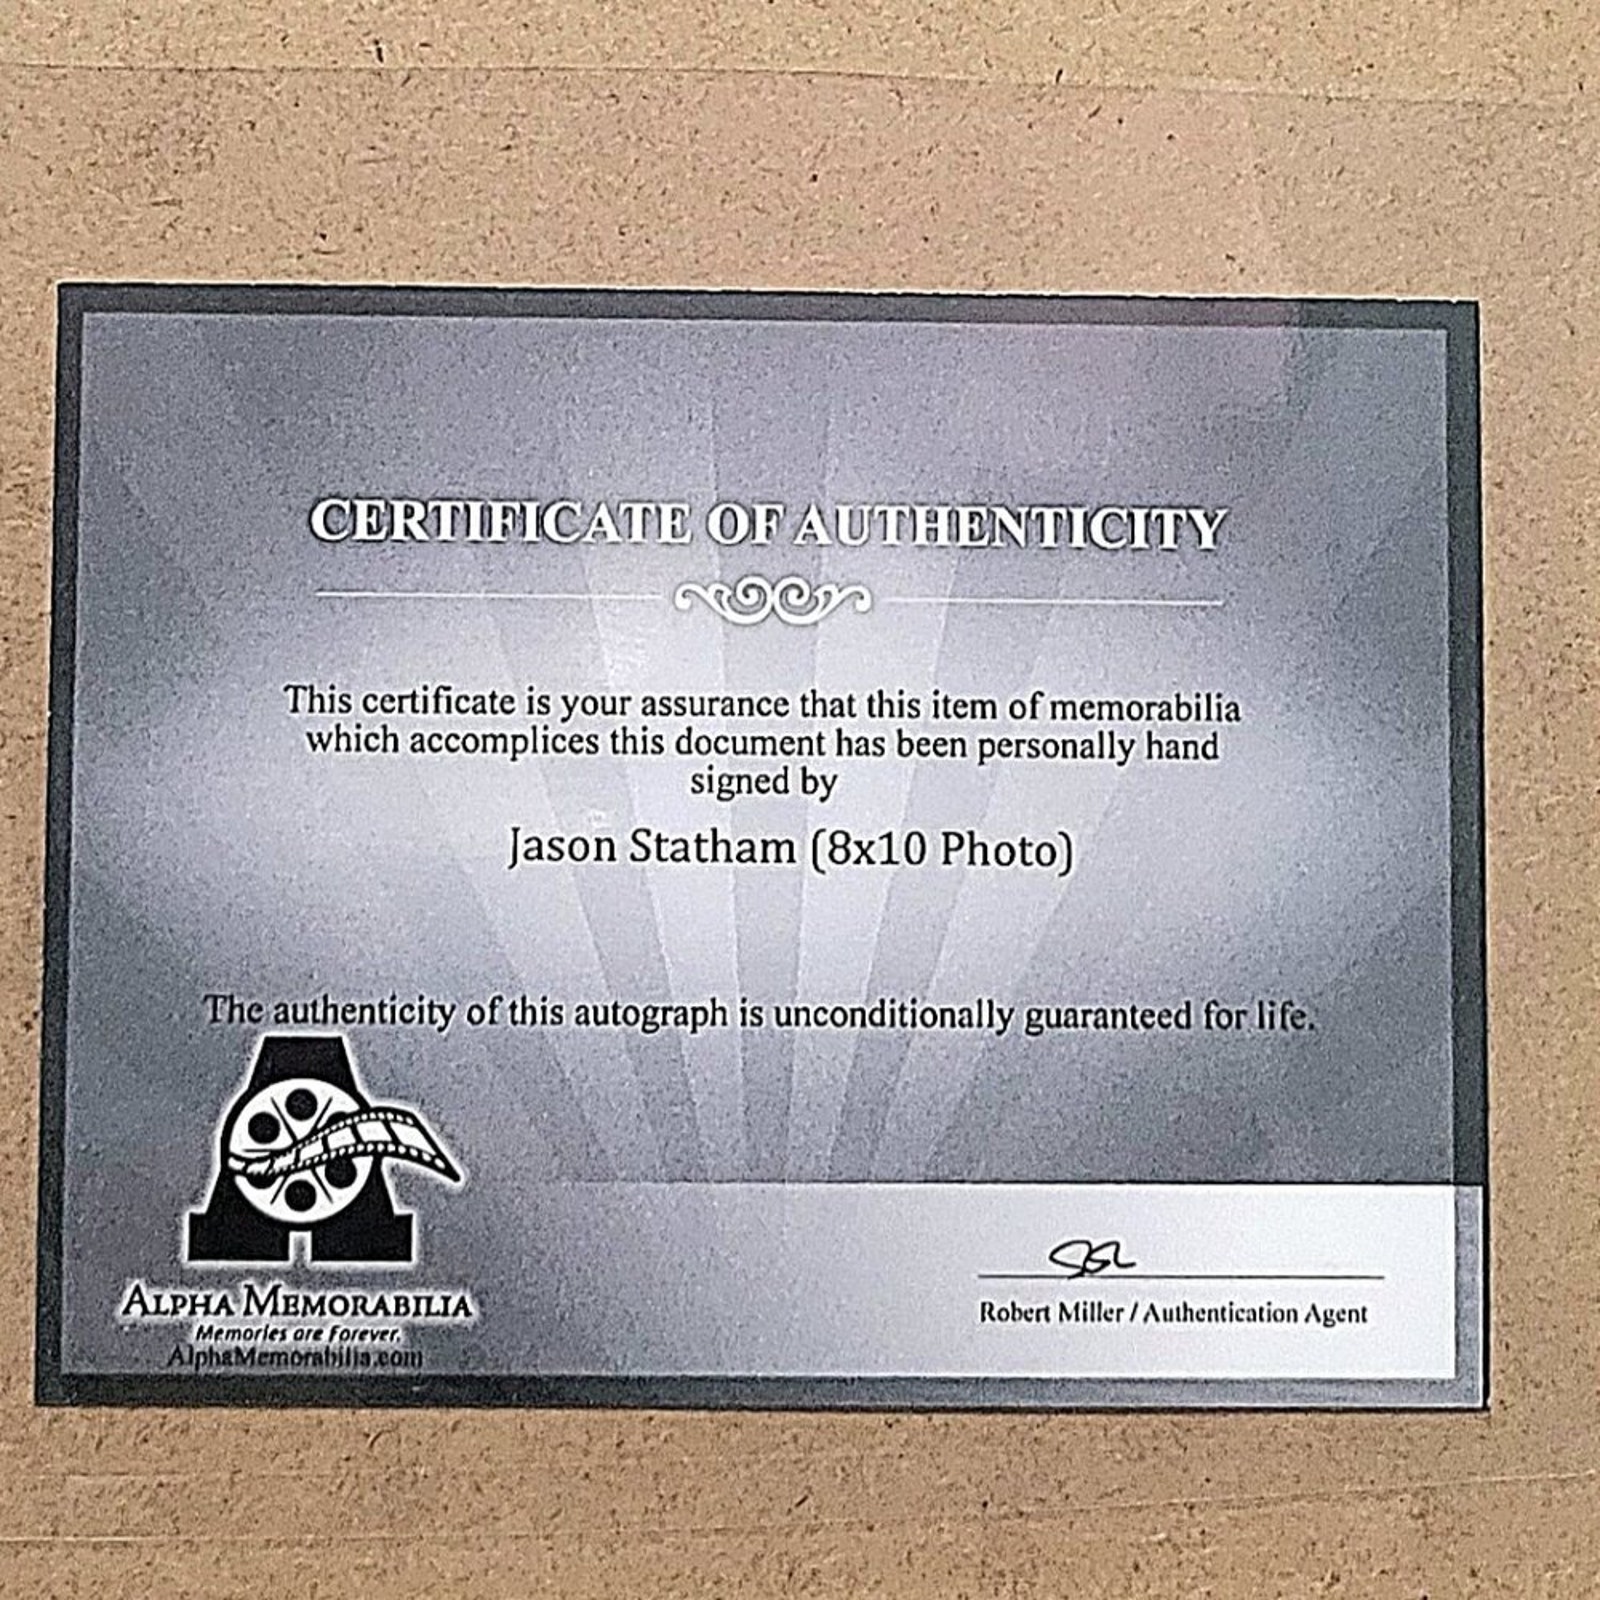 CERTIFICATE OF AUTHENTICITY
This certificate is your assurance that this item of memorabilia
which accomplices this document has been personally hand
signed by
Jason Statham (8x10 Photo)
The authenticity of this autograph is unconditionally guaranteed for life.
ALPHA MEMORABILIA
Memories are Forever.
AlphaMemorabilia.com
Robert Miller / Authentication Agent